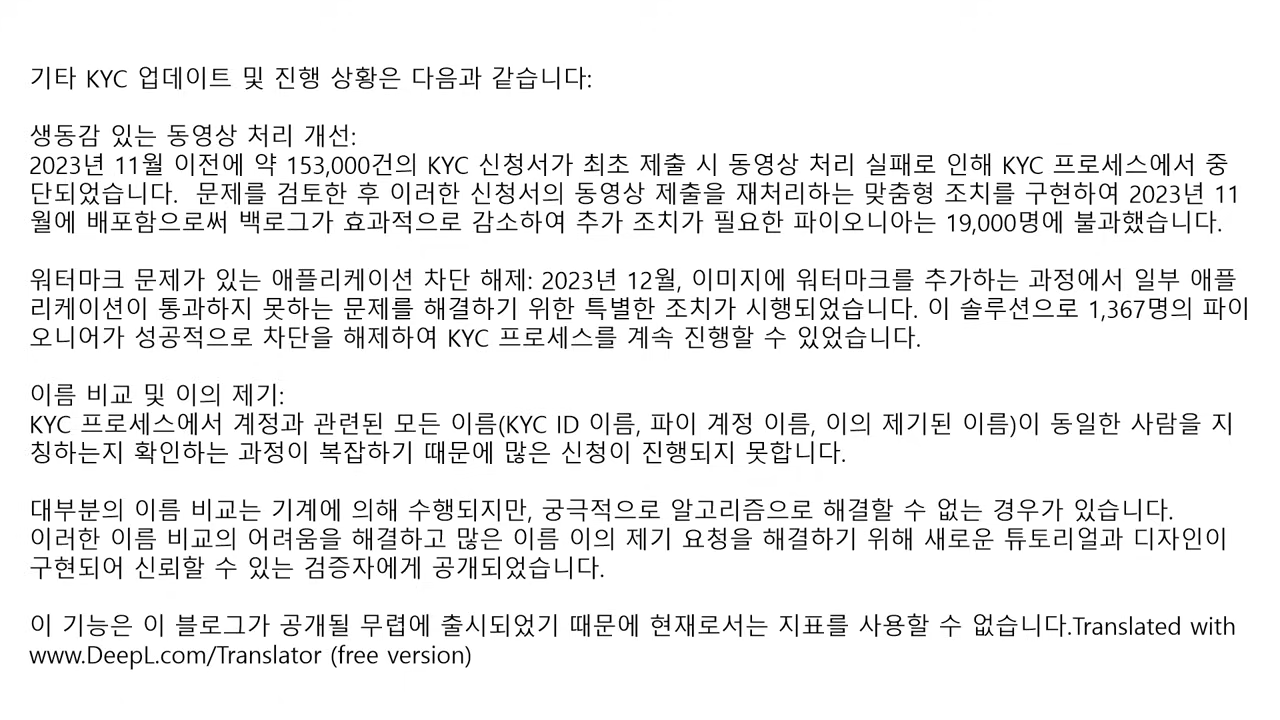 기타 KYC 업데이트 및 진행 상황은 다음과 같습니다:
생동감 있는 동영상 처리 개선:
2023년 11월 이전에 약 153,000건의 KYC 신청서가 최초 제출 시 동영상 처리 실패로 인해 KYC 프로세스에서 중
단되었습니다.  문제를 검토한 후 이러한 신청서의 동영상 제출을 재처리하는 맞춤형 조치를 구현하여 2023년 11
월에 배포함으로써 백로그가 효과적으로 감소하여 추가 조치가 필요한 파이오니아는 19,000명에 불과했습니다.
워터마크 문제가 있는 애플리케이션 차단 해제: 2023년 12월, 이미지에 워터마크를 추가하는 과정에서 일부 애플
리케이션이 통과하지 못하는 문제를 해결하기 위한 특별한 조치가 시행되었습니다. 이 솔루션으로 1,367명의 파이
오니어가 성공적으로 차단을 해제하여 KYC 프로세스를 계속 진행할 수 있었습니다.
이름 비교 및 이의 제기:
KYC 프로세스에서 계정과 관련된 모든 이름(KYC ID 이름, 파이 계정 이름, 이의 제기된 이름)이 동일한 사람을 지
칭하는지 확인하는 과정이 복잡하기 때문에 많은 신청이 진행되지 못합니다.
대부분의 이름 비교는 기계에 의해 수행되지만, 궁극적으로 알고리즘으로 해결할 수 없는 경우가 있습니다.
이러한 이름 비교의 어려움을 해결하고 많은 이름 이의 제기 요청을 해결하기 위해 새로운 튜토리얼과 디자인이
구현되어 신뢰할 수 있는 검증자에게 공개되었습니다.
이 기능은 이 블로그가 공개될 무렵에 출시되었기 때문에 현재로서는 지표를 사용할 수 없습니다.Translated with
www.DeepL.com/Translator (free version)